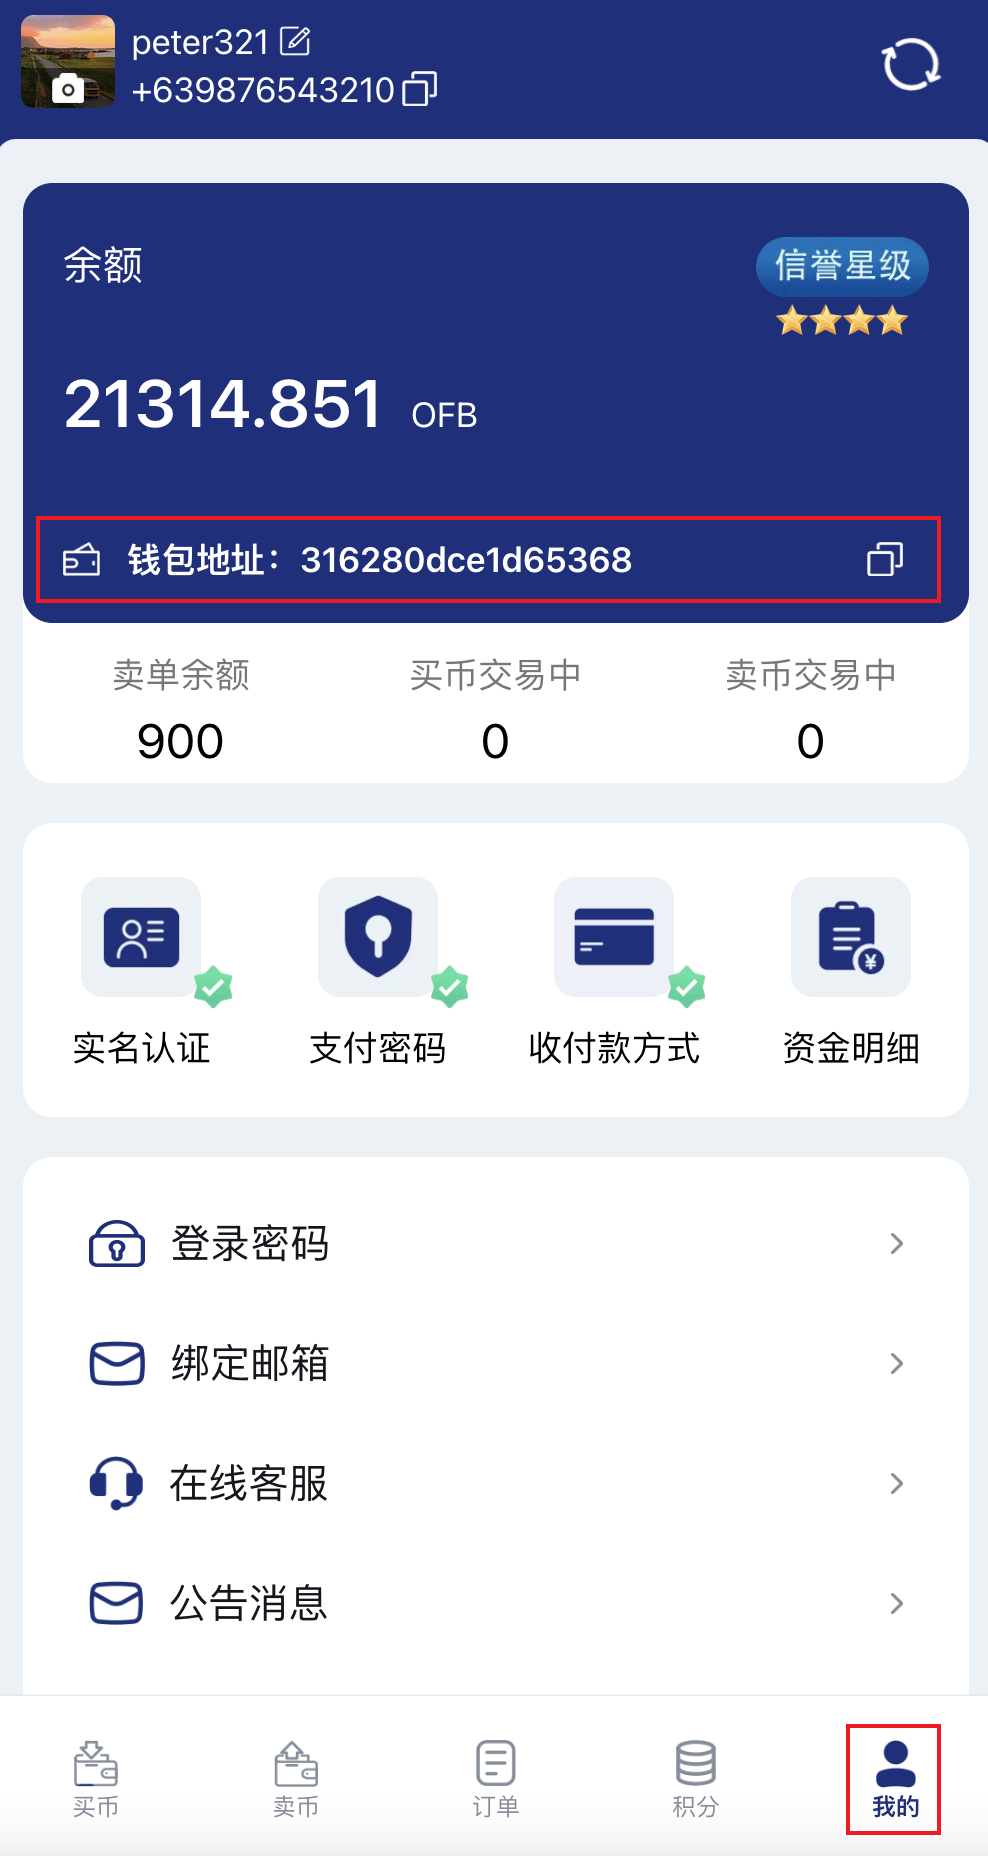 peter321
+639876543210
余额
信誉星级
21314.851 OFB
钱包地址：316280dce1d65368
卖单余额 买币交易中 卖币交易中
900 0 0
实名认证 支付密码 收付款方式 资金明细
登录密码
绑定邮箱
在线客服
公告消息
买币 卖币 订单 积分 我的